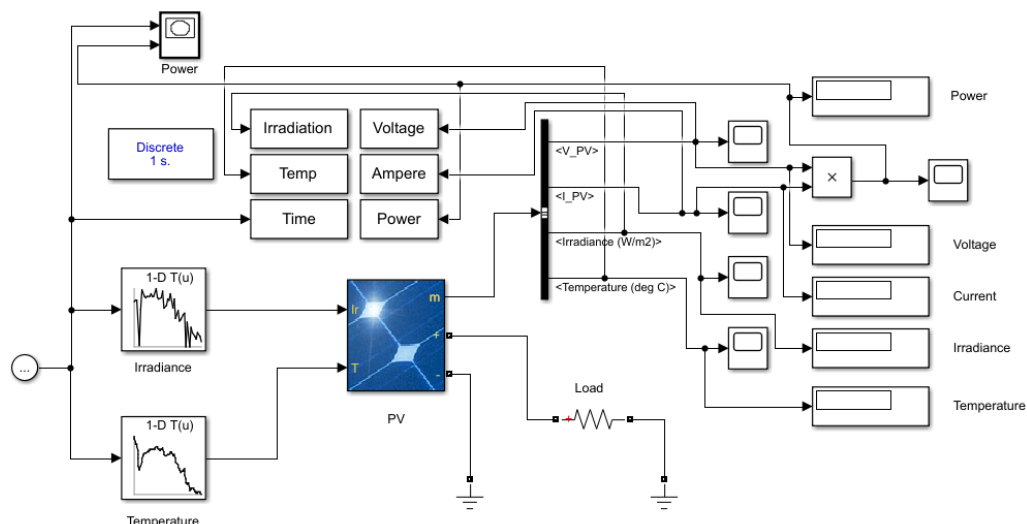 Power
Power
Irradiation
Voltage
Discrete
1 s.
<V_PV>
Temp
Ampere
×
<I_PV>
Time
Power
<Irradiance (W/m2)>
Voltage
1-D T(u)
<Temperature (deg C)>
m
Current
Ir
+
Irradiance
Irradiance
...
T
-
Load
+
Temperature
PV
1-D T(u)
Temperature